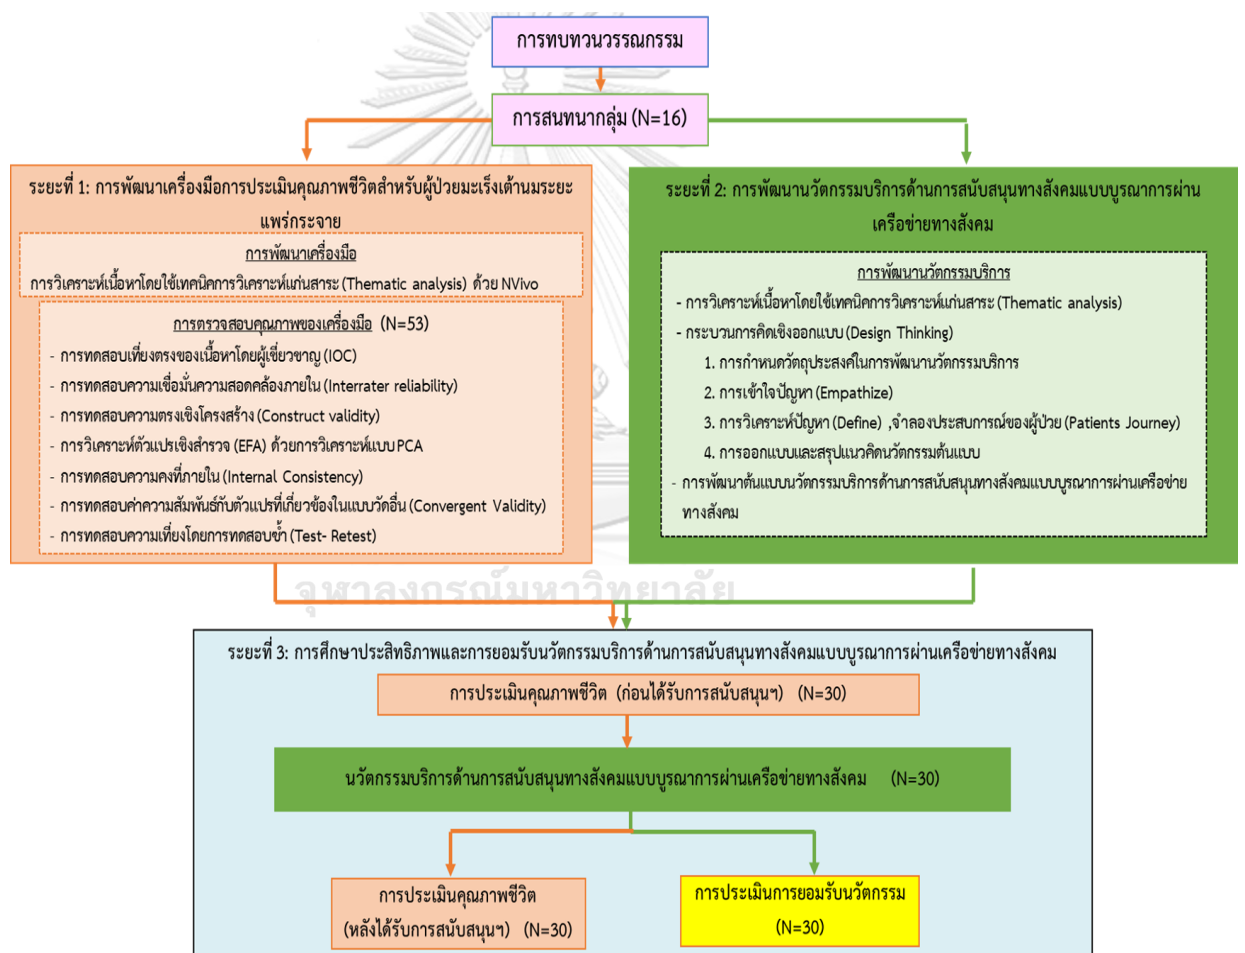 การทบทวนวรรณกรรม
การสนทนากลุ่ม (N=16)
ระยะที่ 1: การพัฒนาเครื่องมือการประเมินคุณภาพชีวิตสำหรับผู้ป่วยมะเร็งเต้านมระยะ
แพร่กระจาย
การพัฒนาเครื่องมือ
การวิเคราะห์เนื้อหาโดยใช้เทคนิคการวิเคราะห์แก่นสาระ (Thematic analysis) ด้วย NVivo
การตรวจสอบคุณภาพของเครื่องมือ (N=53)
- การทดสอบเที่ยงตรงของเนื้อหาโดยผู้เชี่ยวชาญ (IOC)
- การทดสอบความเชื่อมั่นความสอดคล้องภายใน (Interrater reliability)
- การทดสอบความตรงเชิงโครงสร้าง (Construct validity)
- การวิเคราะห์ตัวแปรเชิงสำรวจ (EFA) ด้วยการวิเคราะห์แบบ PCA
- การทดสอบความคงที่ภายใน (Internal Consistency)
- การทดสอบค่าความสัมพันธ์กับตัวแปรที่เกี่ยวข้องในแบบวัดอื่น (Convergent Validity)
- การทดสอบความเที่ยงโดยการทดสอบซ้ำ (Test- Retest)
ระยะที่ 2: การพัฒนานวัตกรรมบริการด้านการสนับสนุนทางสังคมแบบบูรณาการผ่าน
เครือข่ายทางสังคม
การพัฒนานวัตกรรมบริการ
- การวิเคราะห์เนื้อหาโดยใช้เทคนิคการวิเคราะห์แก่นสาระ (Thematic analysis)
- กระบวนการคิดเชิงออกแบบ (Design Thinking)
1. การกำหนดวัตถุประสงค์ในการพัฒนานวัตกรรมบริการ
2. การเข้าใจปัญหา (Empathize)
3. การวิเคราะห์ปัญหา (Define) ,จำลองประสบการณ์ของผู้ป่วย (Patients Journey)
4. การออกแบบและสรุปแนวคิดนวัตกรรมต้นแบบ
- การพัฒนาต้นแบบนวัตกรรมบริการด้านการสนับสนุนทางสังคมแบบบูรณาการผ่านเครือข่าย
ทางสังคม
จุฬาลงกรณ์มหาวิทยาลัย
ระยะที่ 3: การศึกษาประสิทธิภาพและการยอมรับนวัตกรรมบริการด้านการสนับสนุนทางสังคมแบบบูรณาการผ่านเครือข่ายทางสังคม
การประเมินคุณภาพชีวิต (ก่อนได้รับการสนับสนุนฯ) (N=30)
นวัตกรรมบริการด้านการสนับสนุนทางสังคมแบบบูรณาการผ่านเครือข่ายทางสังคม (N=30)
การประเมินคุณภาพชีวิต
(หลังได้รับการสนับสนุนฯ) (N=30)
การประเมินการยอมรับนวัตกรรม
(N=30)